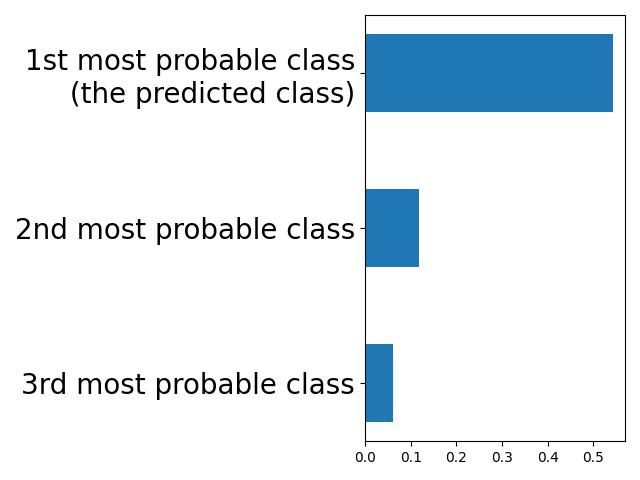 1st most probable class
(the predicted class)
2nd most probable class
3rd most probable class
0.0 0.1 0.2 0.3 0.4 0.5